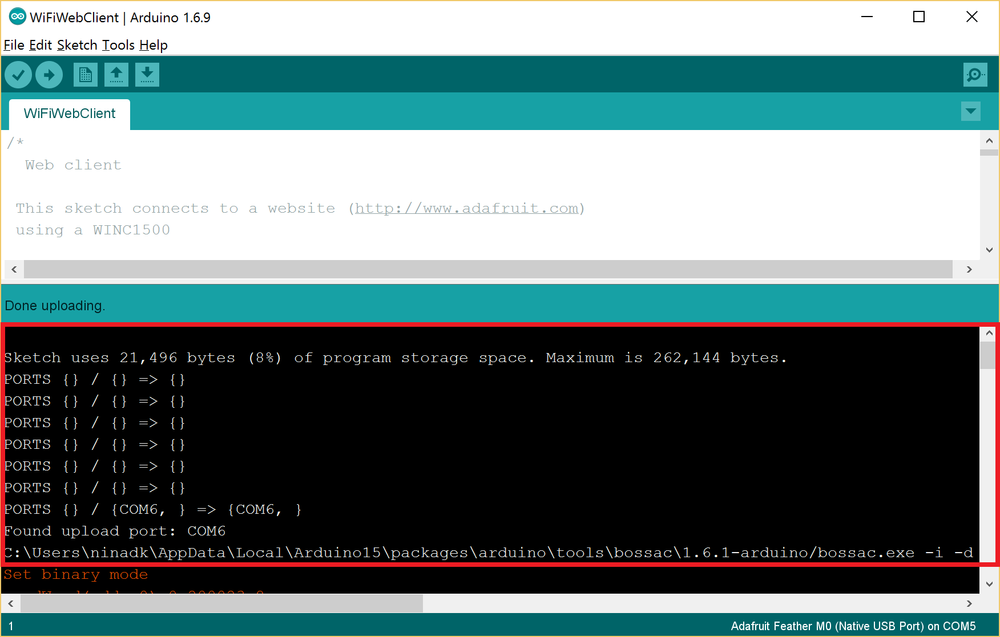 WiFiWebClient | Arduino 1.6.9
File Edit Sketch Tools Help
WiFiWebClient
/*
Web client
This sketch connects to a website (http://www.adafruit.com)
using a WINC1500
Done uploading.
Sketch uses 21,496 bytes (8%) of program storage space. Maximum is 262,144 bytes.
PORTS {} / {} => {}
PORTS {} / {} => {}
PORTS {} / {} => {}
PORTS {} / {} => {}
PORTS {} / {} => {}
PORTS {} / {} => {}
PORTS {} / {COM6, } => {COM6, }
Found upload port: COM6
C:\Users\ninadk\AppData\Local\Arduino15\packages\arduino\tools\bossac\1.6.1-arduino/bossac.exe -i -d
Set binary mode
1
Adafruit Feather M0 (Native USB Port) on COM5